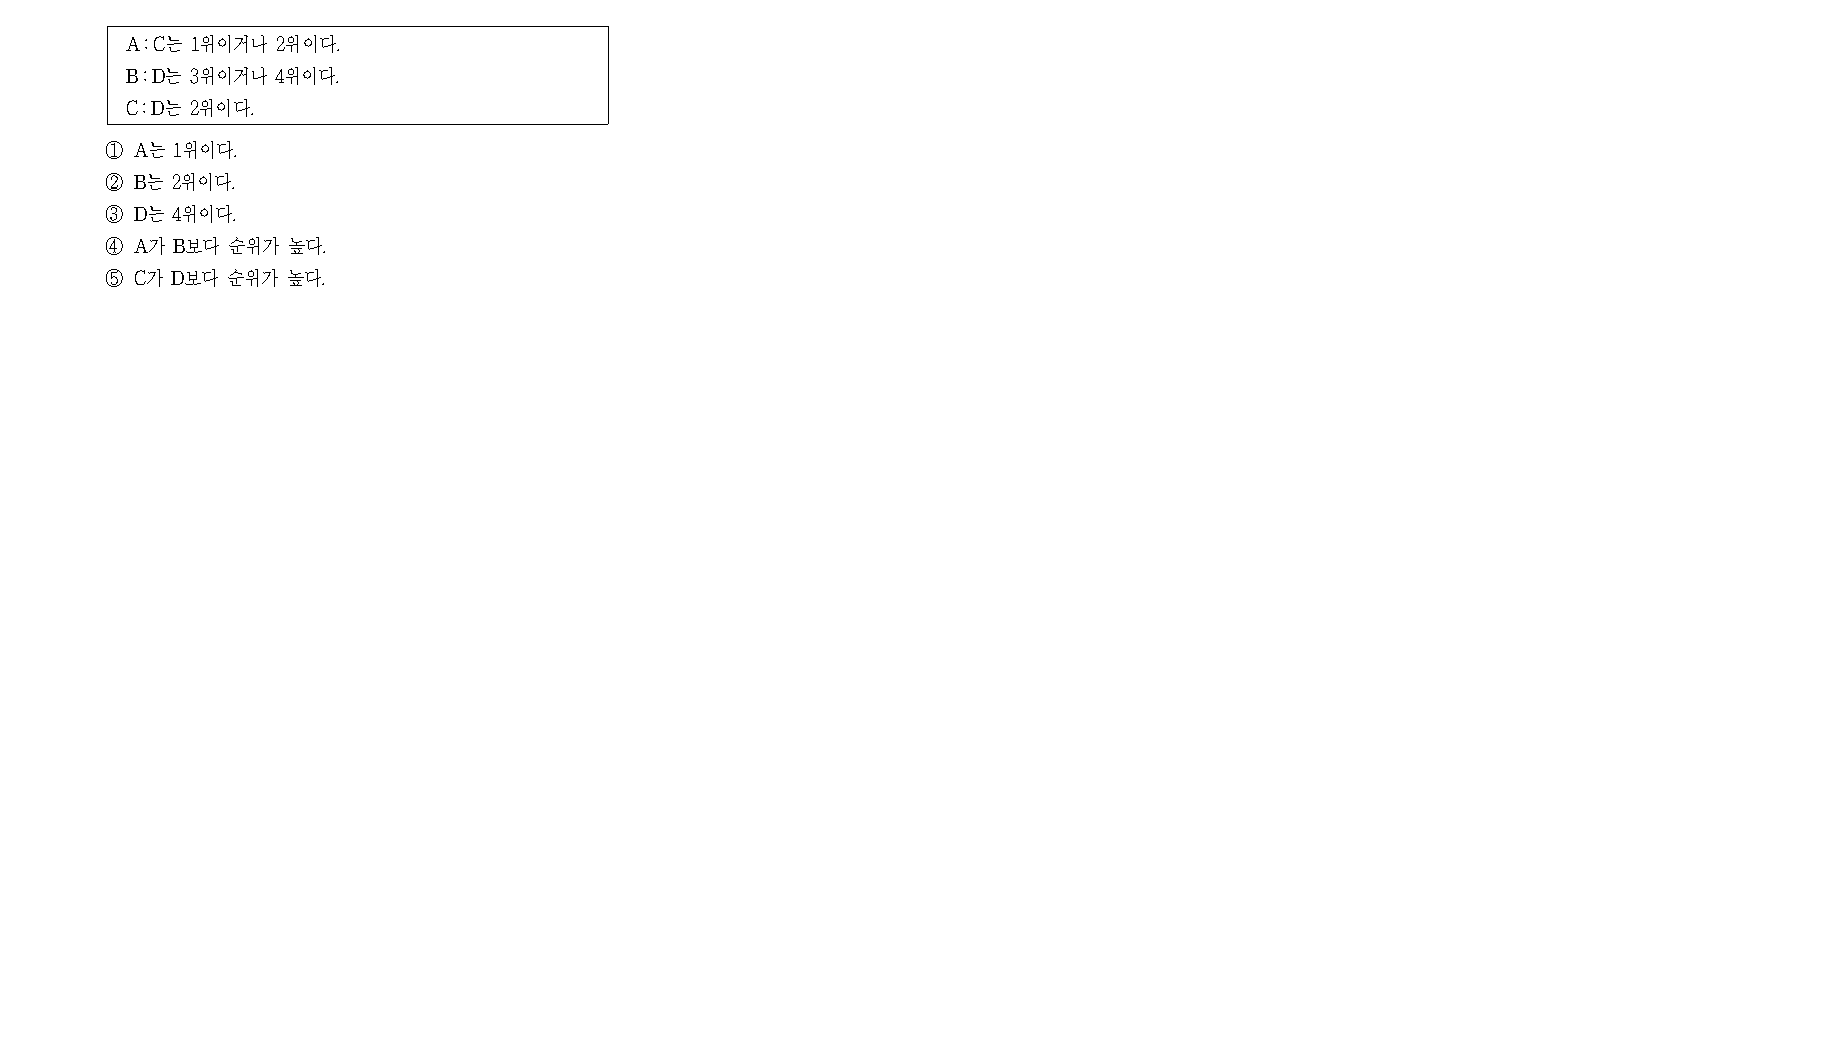 A : C는 1위이거나 2위이다.
B : D는 3위이거나 4위이다.
C : D는 2위이다.
① A는 1위이다.
② B는 2위이다.
③ D는 4위이다.
④ A가 B보다 순위가 높다.
⑤ C가 D보다 순위가 높다.